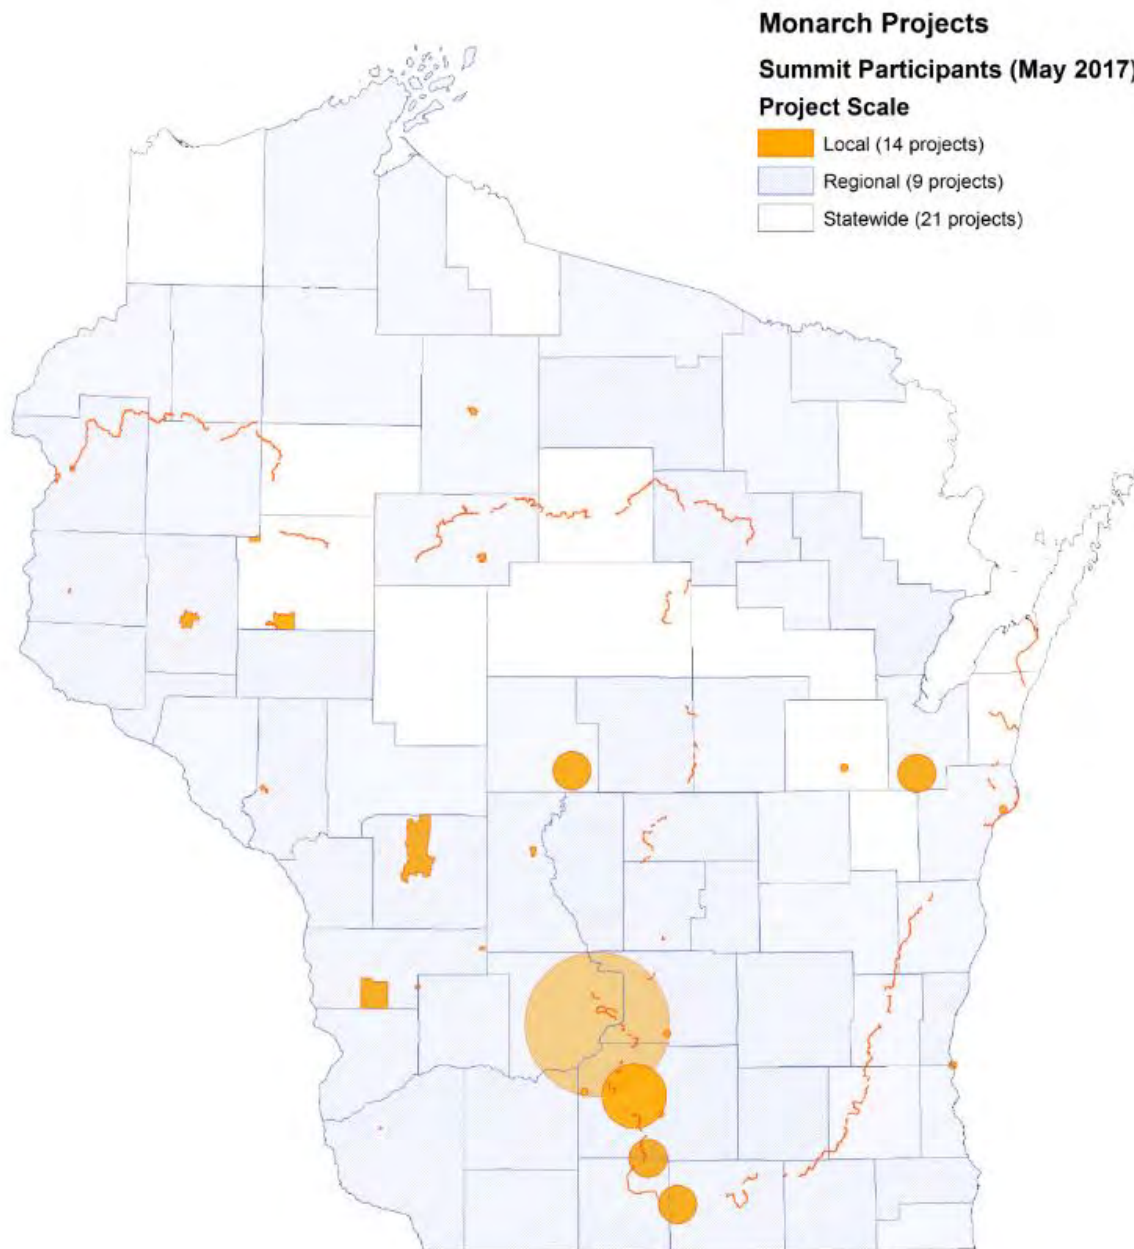 Monarch Projects
Summit Participants (May 2017)
Project Scale
Local (14 projects)
Regional (9 projects)
Statewide (21 projects)